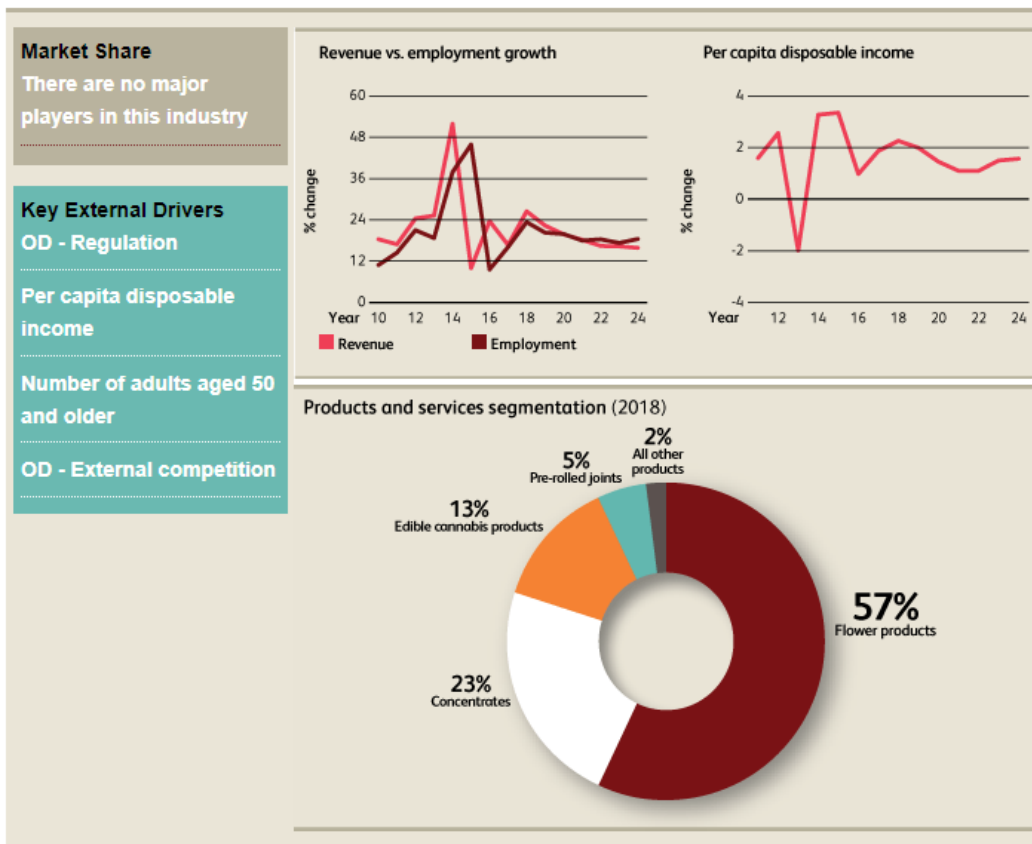 Market Share
There are no major
players in this industry
Key External Drivers
OD - Regulation
Per capita disposable
income
Number of adults aged 50
and older
OD - External competition
Revenue vs. employment growth
60
48
36
24
12
0
% change
Year 10 12 14 16 18 20 22 24
Revenue
Employment
Per capita disposable income
4
2
0
-2
-4
% change
Year 12 14 16 18 20 22 24
Products and services segmentation (2018)
2%
All other
products
5%
Pre-rolled joints
13%
Edible cannabis products
57%
Flower products
23%
Concentrates